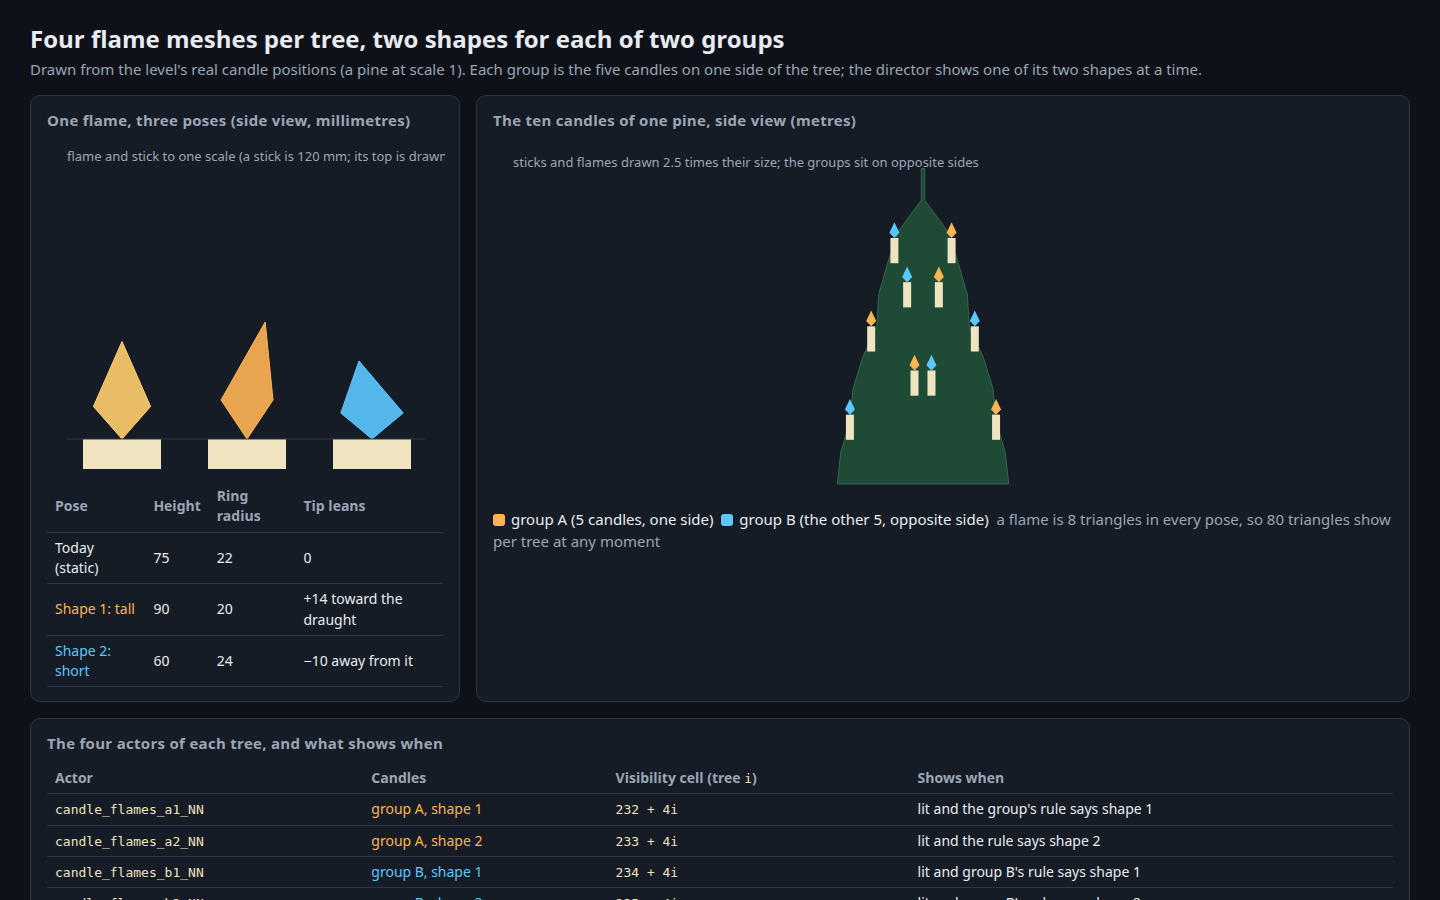 Four flame meshes per tree, two shapes for each of two groups
Drawn from the level's real candle positions (a pine at scale 1). Each group is the five candles on one side of the tree; the director shows one of its two shapes at a time.
One flame, three poses (side view, millimetres)
flame and stick to one scale (a stick is 120 mm; its top is drawn
Pose Height Ring radius Tip leans
Today (static) 75 22 0
Shape 1: tall 90 20 +14 toward the draught
Shape 2: short 60 24 −10 away from it
The ten candles of one pine, side view (metres)
sticks and flames drawn 2.5 times their size; the groups sit on opposite sides
group A (5 candles, one side) group B (the other 5, opposite side) a flame is 8 triangles in every pose, so 80 triangles show
per tree at any moment
The four actors of each tree, and what shows when
Actor Candles Visibility cell (tree i) Shows when
candle_flames_a1_NN group A, shape 1 232 + 4i lit and the group's rule says shape 1
candle_flames_a2_NN group A, shape 2 233 + 4i lit and the rule says shape 2
candle_flames_b1_NN group B, shape 1 234 + 4i lit and group B's rule says shape 1